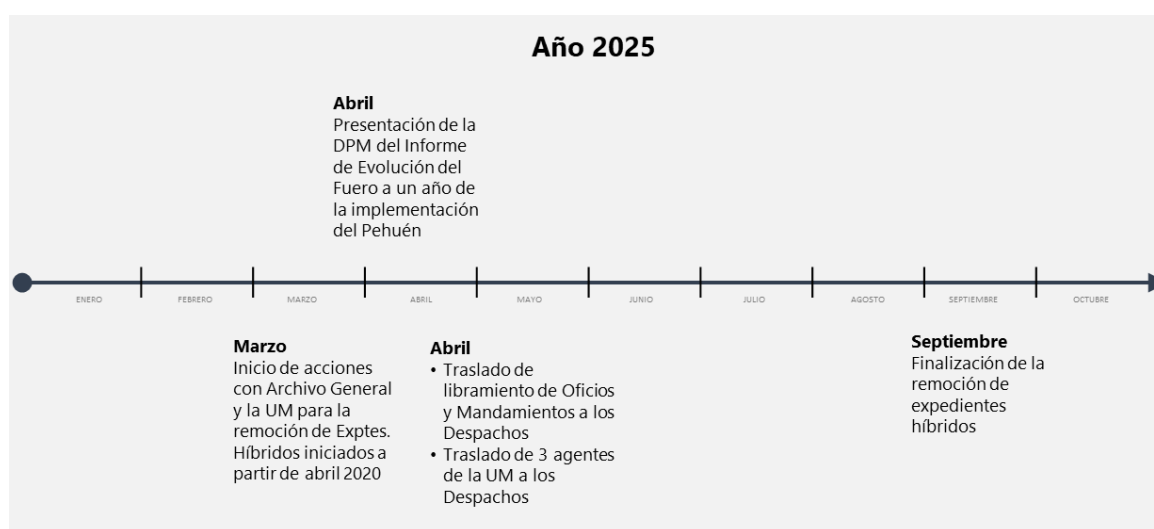 Año 2025
Abril
Presentación de la
DPM del Informe
de Evolución del
Fuero a un año de
la implementación
del Pehuén
ENERO
FEBRERO
MARZO
ABRIL
MAYO
JUNIO
JULIO
AGOSTO
SEPTIEMBRE
OCTUBRE
Marzo
Inicio de acciones
con Archivo General
y la UM para la
remoción de Exptes.
Híbridos iniciados a
partir de abril 2020
Abril
• Traslado de
libramiento de Oficios
y Mandamientos a los
Despachos
• Traslado de 3 agentes
de la UM a los
Despachos
Septiembre
Finalización de la
remoción de
expedientes
híbridos